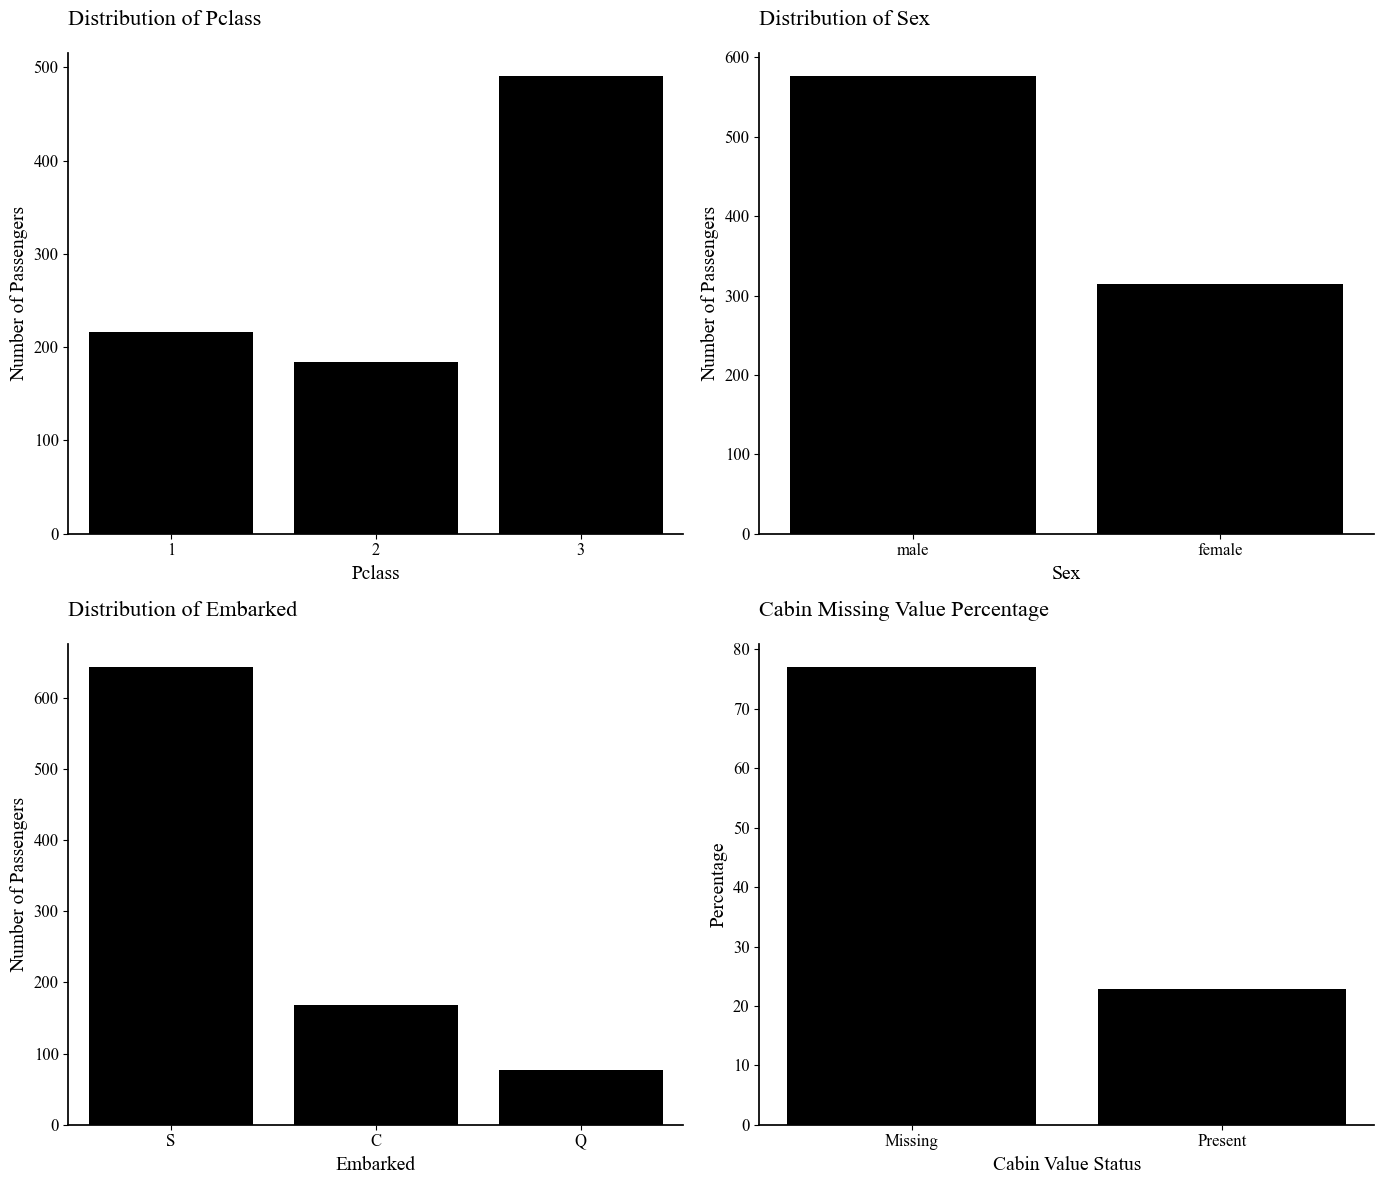 Distribution of Pclass
500
400
300
200
100
0
Number of Passengers
1 2 3
Pclass
Distribution of Sex
600
500
400
300
200
100
0
Number of Passengers
male female
Sex
Distribution of Embarked
600
500
400
300
200
100
0
Number of Passengers
S C Q
Embarked
Cabin Missing Value Percentage
80
70
60
50
40
30
20
10
0
Percentage
Missing Present
Cabin Value Status